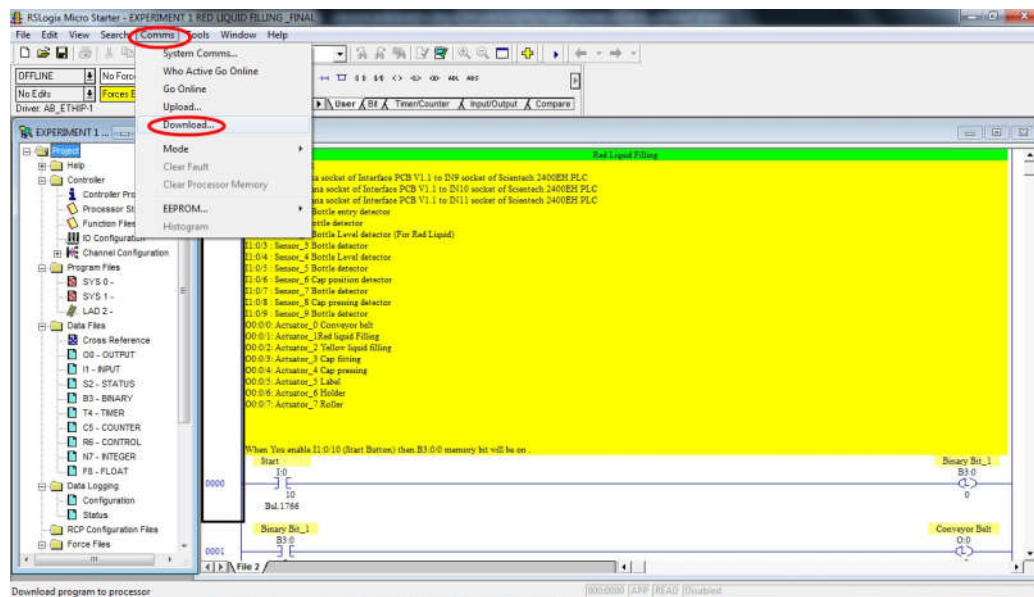 RSLogix Micro Starter - EXPERIMENT 1 RED LIQUID FILLING _FINAL
File Edit View Search Comms Tools Window Help
System Comms...
Who Active Go Online
Go Online
Upload...
Download...
Mode
Clear Fault
Clear Processor Memory
EEPROM...
Histogram
OFFLINE No Forc
No Edits Forces E
Driver: AB_ETHIP-1
ABL ABS
User Bit Timer/Counter Input/Output Compare
EXPERIMENT 1 ...
Project
Help
Controller
Controller Pro
Processor St
Function Files
IO Configuration
Channel Configuration
Program Files
SYS 0 -
SYS 1 -
LAD 2 -
Data Files
Cross Reference
O0 - OUTPUT
I1 - INPUT
S2 - STATUS
B3 - BINARY
T4 - TIMER
C5 - COUNTER
R6 - CONTROL
N7 - INTEGER
F8 - FLOAT
Data Logging
Configuration
Status
RCP Configuration Files
Force Files
Red Liquid Filling
na socket of Interface PCB V1.1 to IN9 socket of Scientech 2400EH PLC
ana socket of Interface PCB V1.1 to IN10 socket of Scientech 2400EH PLC
ana socket of Interface PCB V1.1 to IN11 socket of Scientech 2400EH PLC
Bottle entry detector
ottle detector
Bottle Level detector (For Red Liquid)
I1:0/3 : Sensor_3 Bottle detector
I1:0/4 : Sensor_4 Bottle Level detector
I1:0/5 : Sensor_5 Bottle detector
I1:0/6 : Sensor_6 Cap position detector
I1:0/7 : Sensor_7 Bottle detector
I1:0/8 : Sensor_8 Cap pressing detector
I1:0/9 : Sensor_9 Bottle detector
O0:0/0: Actuator_0 Conveyor belt
O0:0/1: Actuator_1Red liquid Filling
O0:0/2: Actuator_2 Yellow liquid filling
O0:0/3: Actuator_3 Cap fitting
O0:0/4: Actuator_4 Cap pressing
O0:0/5: Actuator_5 Label
O0:0/6: Actuator_6 Holder
O0:0/7: Actuator_7 Roller
When You enable I1:0/10 (Start Button) then B3:0/0 memory bit will be on .
Start Binary Bit_1
I:0 B3:0
0000 L
10 0
Bul.1766
Binary Bit_1 Conveyor Belt
B3:0 O:0
0001 L
File 2
Download program to processor
000:0000 APP READ Disabled